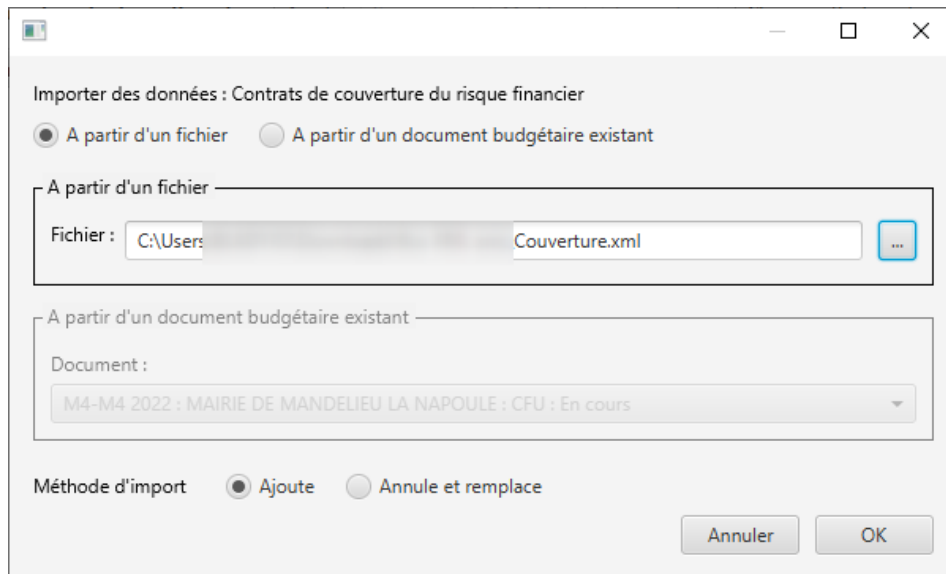 Importer des données : Contrats de couverture du risque financier
A partir d'un fichier A partir d'un document budgétaire existant
A partir d'un fichier
Fichier : C:\Users Couverture.xml ...
A partir d'un document budgétaire existant
Document :
M4-M4 2022 : MAIRIE DE MANDELIEU LA NAPOULE : CFU : En cours
Méthode d'import Ajoute Annule et remplace
Annuler OK